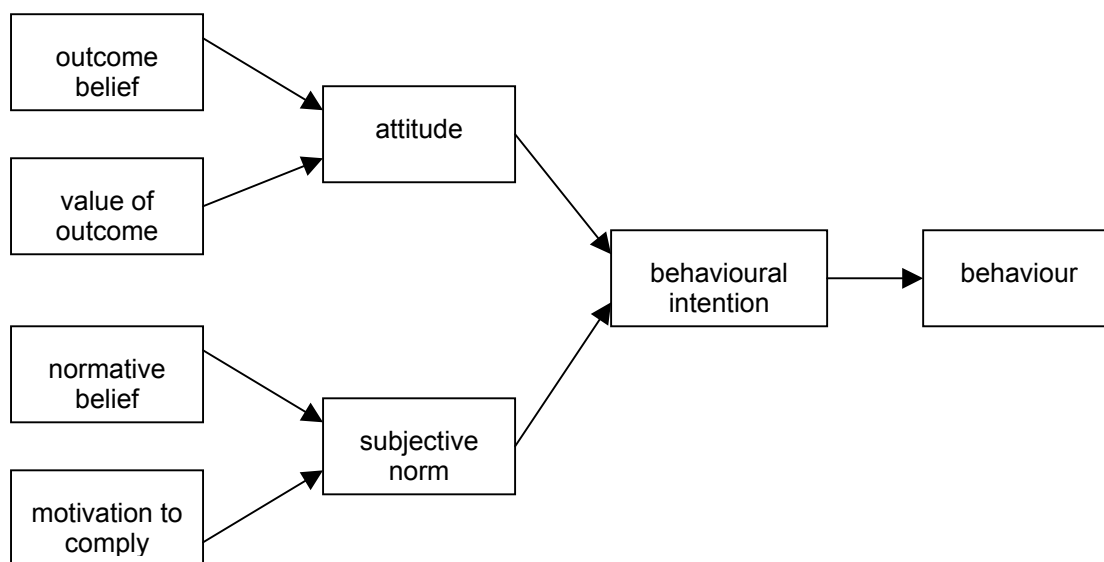 outcome
belief
attitude
value of
outcome
behavioural
intention
behaviour
normative
belief
subjective
norm
motivation to
comply